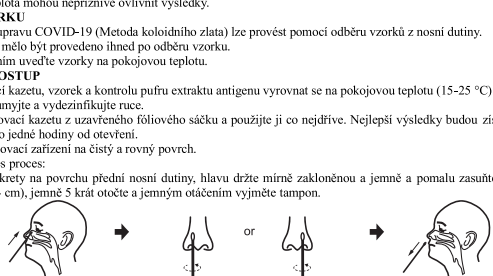 plota mohou nepříznivě ovlivnit výsledky.
RKU
upravu COVID-19 (Metoda koloidního zlata) lze provést pomocí odběru vzorků z nosní dutiny.
mělo být provedeno ihned po odběru vzorku.
ním uveďte vzorky na pokojovou teplotu.
OSTUP
cí kazetu, vzorek a kontrolu pufru extraktu antigenu vyrovnat se na pokojovou teplotu (15-25 °C)
umyjte a vydezinfikujte ruce.
ovací kazetu z uzavřeného fóliového sáčku a použijte ji co nejdříve. Nejlepší výsledky budou zís
o jedné hodiny od otevření.
ovací zařízení na čistý a rovný povrch.
s proces:
krety na povrchu přední nosní dutiny, hlavu držte mírně zakloněnou a jemně a pomalu zasuňte
cm), jemně 5 krát otočte a jemným otáčením vyjměte tampon.
or